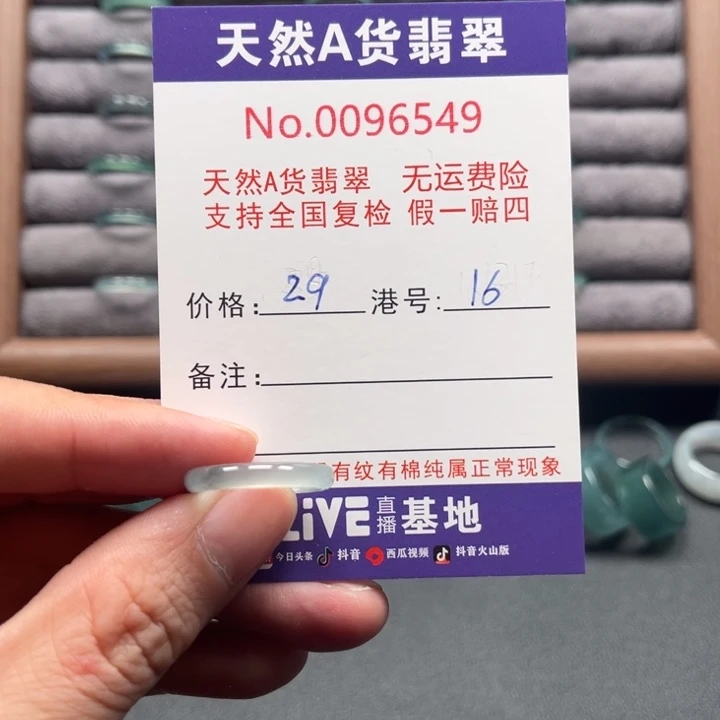 天然A货翡翠
No.0096549
天然A货翡翠 无运费险
支持全国复检 假一赔四
价格: 29 港号: 16
备注:
有纹有棉纯属正常现象
LiVE 直播 基地
今日头条 抖音 西瓜视频 抖音火山版